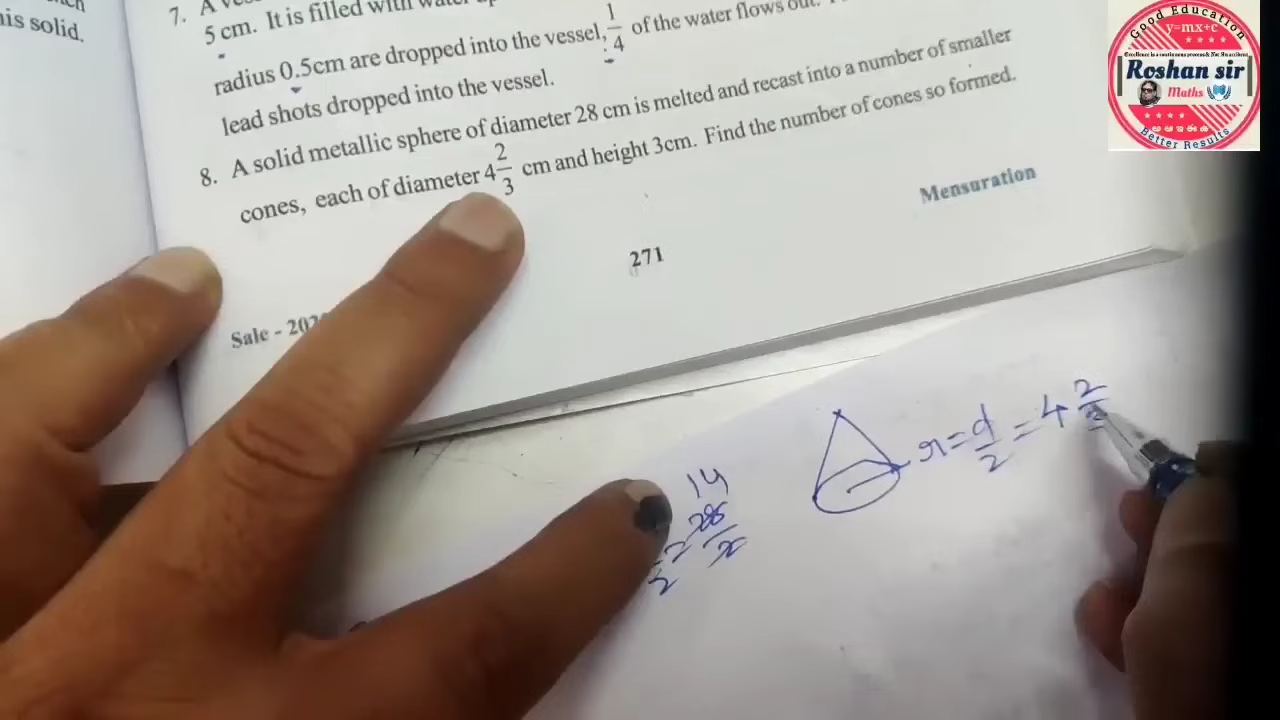 his solid.
7. A
5 cm. It is filled with water
radius 0.5cm are dropped into the vessel, 1/4 of the water flows out.
lead shots dropped into the vessel.
8. A solid metallic sphere of diameter 28 cm is melted and recast into a number of smaller
cones, each of diameter 4 2/3 cm and height 3cm. Find the number of cones so formed.
Mensuration
271
Sale - 202
r = d/2 = 4 2
14
28
2
Good Education
y=mx+c
Roshan sir
Maths
Better Results